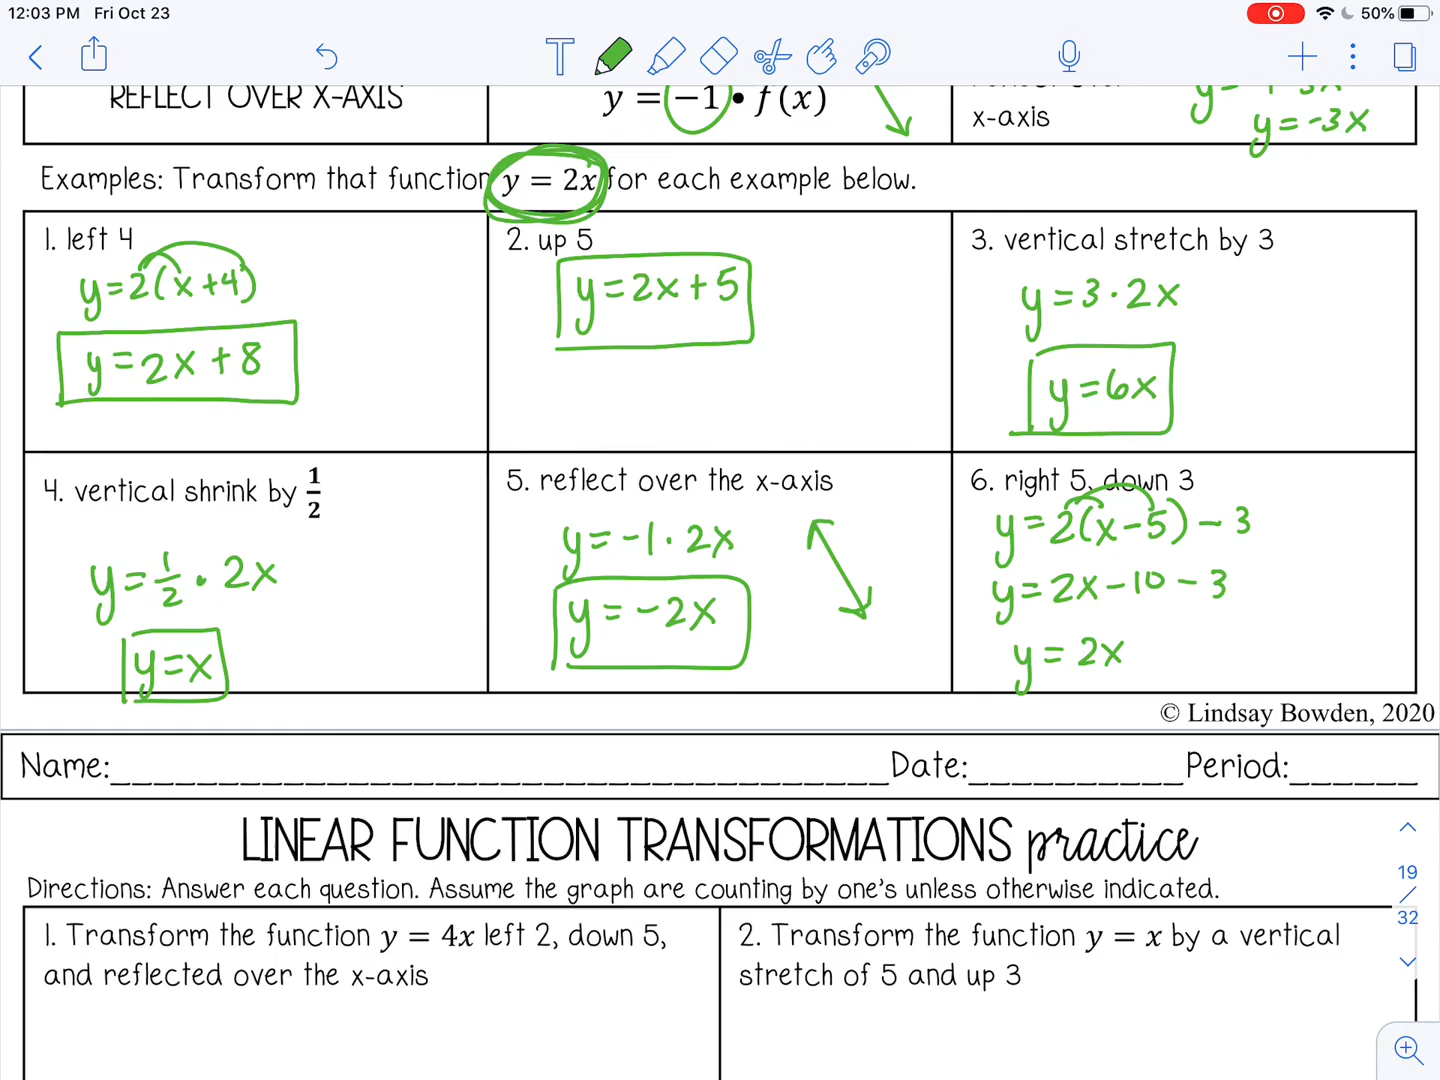 12:03 PM Fri Oct 23
50%
REFLECT OVER X-AXIS
y = (−1) • f(x)
x-axis
y = -3x
Examples: Transform that function y = 2x for each example below.
1. left 4
y = 2(x+4)
y = 2x + 8
2. up 5
y = 2x + 5
3. vertical stretch by 3
y = 3 · 2x
y = 6x
4. vertical shrink by 1/2
y = 1/2 · 2x
y = x
5. reflect over the x-axis
y = -1 · 2x
y = -2x
6. right 5, down 3
y = 2(x-5) - 3
y = 2x - 10 - 3
y = 2x
© Lindsay Bowden, 2020
Name:____________________ Date:__________ Period:______
LINEAR FUNCTION TRANSFORMATIONS practice
Directions: Answer each question. Assume the graph are counting by one's unless otherwise indicated.
1. Transform the function y = 4x left 2, down 5,
and reflected over the x-axis
2. Transform the function y = x by a vertical
stretch of 5 and up 3
19
/
32